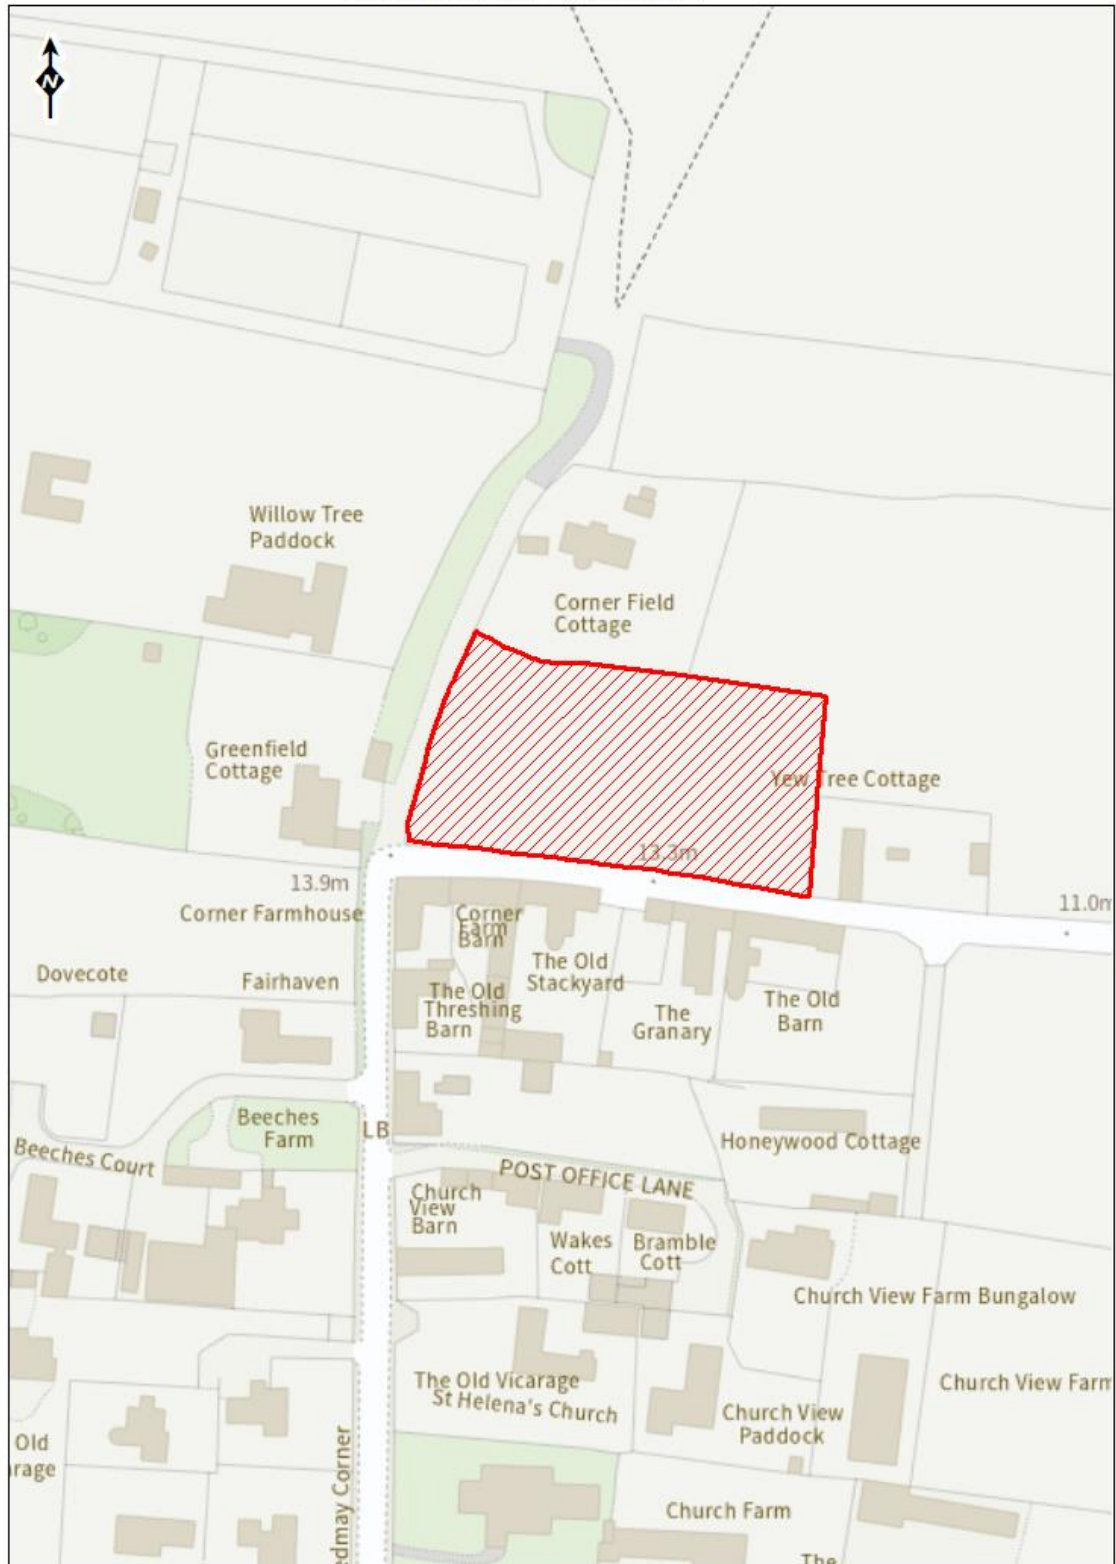 N
Willow Tree
Paddock
Corner Field
Cottage
Greenfield
Cottage
Yew Tree Cottage
13.3m
13.9m
11.0m
Corner Farmhouse
Corner
Farm
Barn
The Old
Stackyard
Dovecote
Fairhaven
The Old
Threshing
Barn
The
Granary
The Old
Barn
Beeches
Farm
LB
Honeywood Cottage
Beeches Court
POST OFFICE LANE
Church
View
Barn
Wakes
Cott
Bramble
Cott
Church View Farm Bungalow
The Old Vicarage
St Helena's Church
Church View
Paddock
Church View Farm
Old
arage
edmay Corner
Church Farm
The